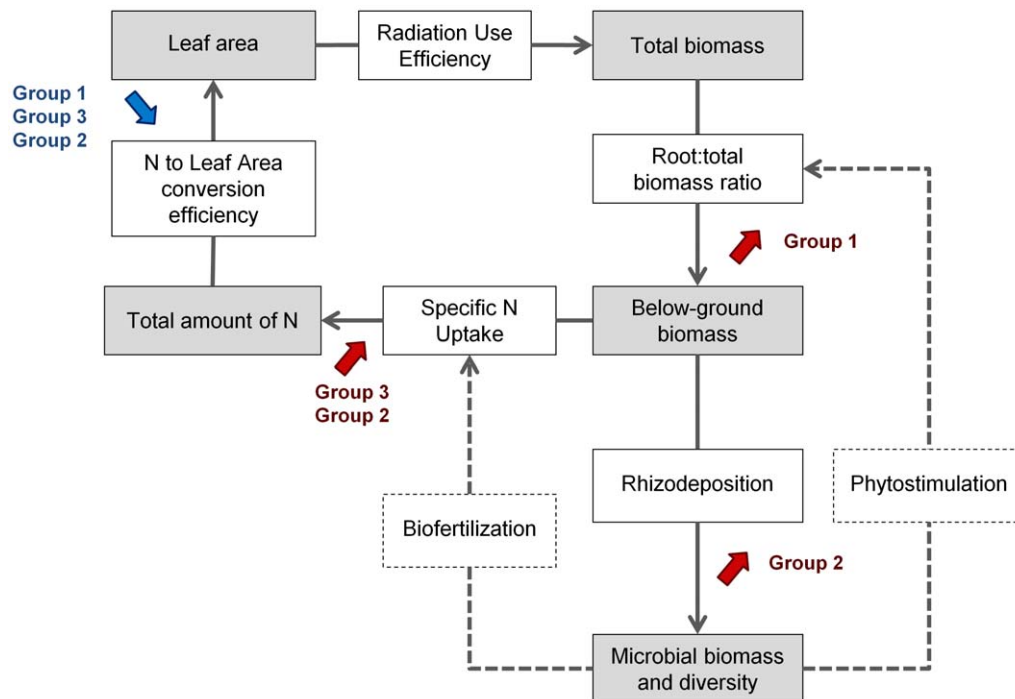 Leaf area
Radiation Use
Efficiency
Total biomass
Group 1
Group 3
Group 2
N to Leaf Area
conversion
efficiency
Root:total
biomass ratio
Group 1
Total amount of N
Specific N
Uptake
Below-ground
biomass
Group 3
Group 2
Biofertilization
Rhizodeposition
Phytostimulation
Group 2
Microbial biomass
and diversity